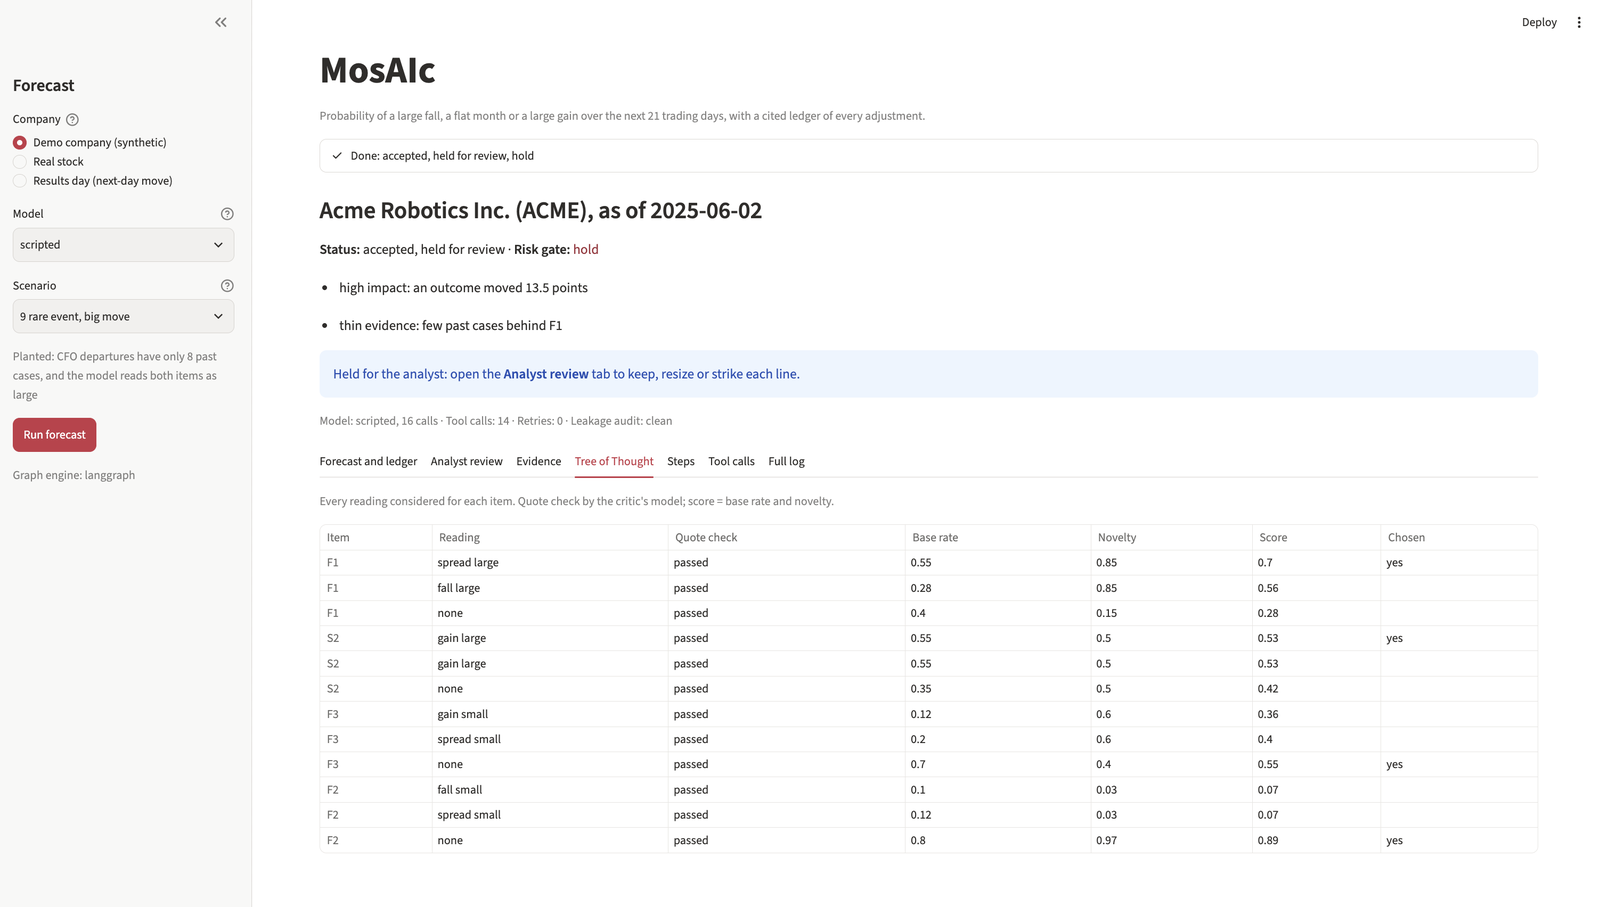 Deploy
Forecast
Company
Demo company (synthetic)
Real stock
Results day (next-day move)
Model
scripted
Scenario
9 rare event, big move
Planted: CFO departures have only 8 past
cases, and the model reads both items as
large
Run forecast
Graph engine: langgraph
MosAIc
Probability of a large fall, a flat month or a large gain over the next 21 trading days, with a cited ledger of every adjustment.
Done: accepted, held for review, hold
Acme Robotics Inc. (ACME), as of 2025-06-02
Status: accepted, held for review · Risk gate: hold
• high impact: an outcome moved 13.5 points
• thin evidence: few past cases behind F1
Held for the analyst: open the Analyst review tab to keep, resize or strike each line.
Model: scripted, 16 calls · Tool calls: 14 · Retries: 0 · Leakage audit: clean
Forecast and ledger Analyst review Evidence Tree of Thought Steps Tool calls Full log
Every reading considered for each item. Quote check by the critic's model; score = base rate and novelty.
Item Reading Quote check Base rate Novelty Score Chosen
F1 spread large passed 0.55 0.85 0.7 yes
F1 fall large passed 0.28 0.85 0.56
F1 none passed 0.4 0.15 0.28
S2 gain large passed 0.55 0.5 0.53 yes
S2 gain large passed 0.55 0.5 0.53
S2 none passed 0.35 0.5 0.42
F3 gain small passed 0.12 0.6 0.36
F3 spread small passed 0.2 0.6 0.4
F3 none passed 0.7 0.4 0.55 yes
F2 fall small passed 0.1 0.03 0.07
F2 spread small passed 0.12 0.03 0.07
F2 none passed 0.8 0.97 0.89 yes